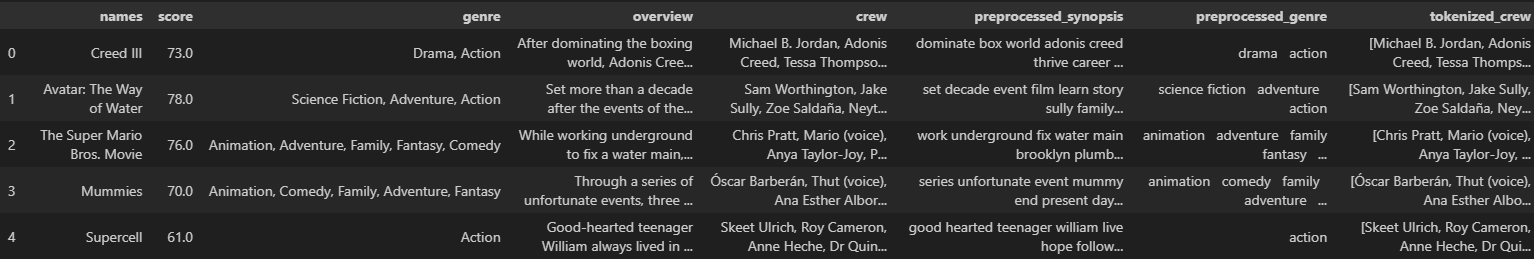 names score genre overview crew preprocessed_synopsis preprocessed_genre tokenized_crew
0 Creed III 73.0 Drama, Action After dominating the boxing world, Adonis Cree... Michael B. Jordan, Adonis Creed, Tessa Thompso... dominate box world adonis creed thrive career ... drama action [Michael B. Jordan, Adonis Creed, Tessa Thomps...
1 Avatar: The Way of Water 78.0 Science Fiction, Adventure, Action Set more than a decade after the events of the... Sam Worthington, Jake Sully, Zoe Saldaña, Neyt... set decade event film learn story sully family... science fiction adventure action [Sam Worthington, Jake Sully, Zoe Saldaña, Ney...
2 The Super Mario Bros. Movie 76.0 Animation, Adventure, Family, Fantasy, Comedy While working underground to fix a water main,... Chris Pratt, Mario (voice), Anya Taylor-Joy, P... work underground fix water main brooklyn plumb... animation adventure family fantasy ... [Chris Pratt, Mario (voice), Anya Taylor-Joy, ...
3 Mummies 70.0 Animation, Comedy, Family, Adventure, Fantasy Through a series of unfortunate events, three ... Óscar Barberán, Thut (voice), Ana Esther Albor... series unfortunate event mummy end present day... animation comedy family adventure ... [Óscar Barberán, Thut (voice), Ana Esther Albo...
4 Supercell 61.0 Action Good-hearted teenager William always lived in ... Skeet Ulrich, Roy Cameron, Anne Heche, Dr Quin... good hearted teenager william live hope follow... action [Skeet Ulrich, Roy Cameron, Anne Heche, Dr Qui...